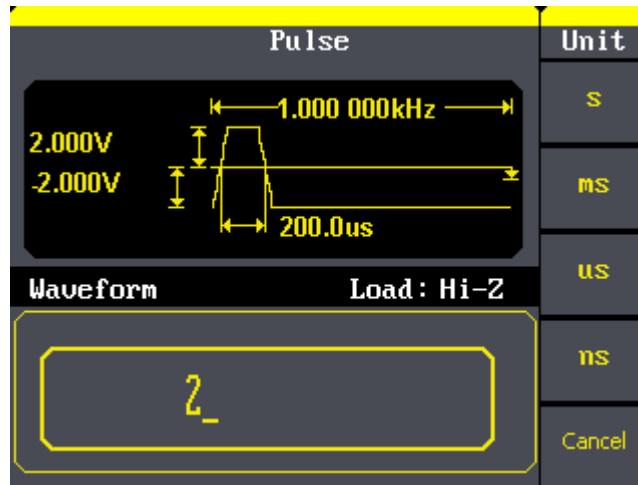 Pulse
Unit
1.000 000kHz
s
2.000V
-2.000V
ms
200.0us
us
Waveform Load: Hi-Z
ns
2_
Cancel